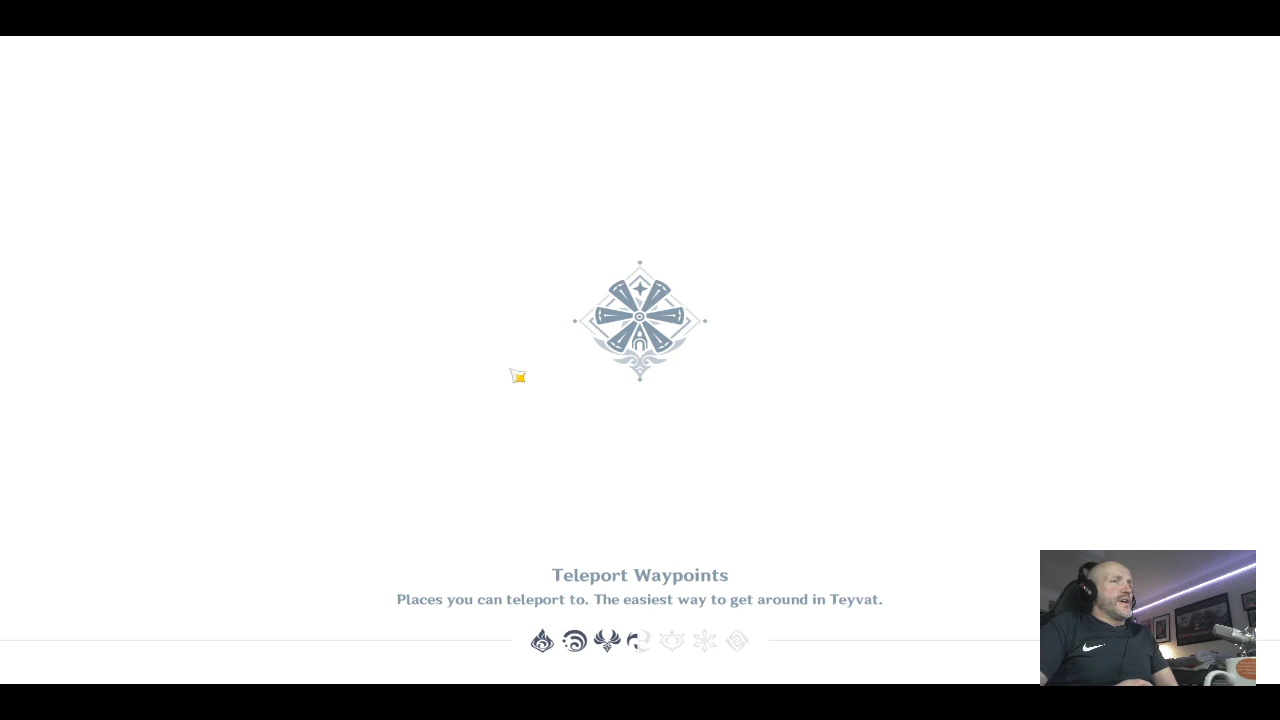 Teleport Waypoints
Places you can teleport to. The easiest way to get around in Teyvat.